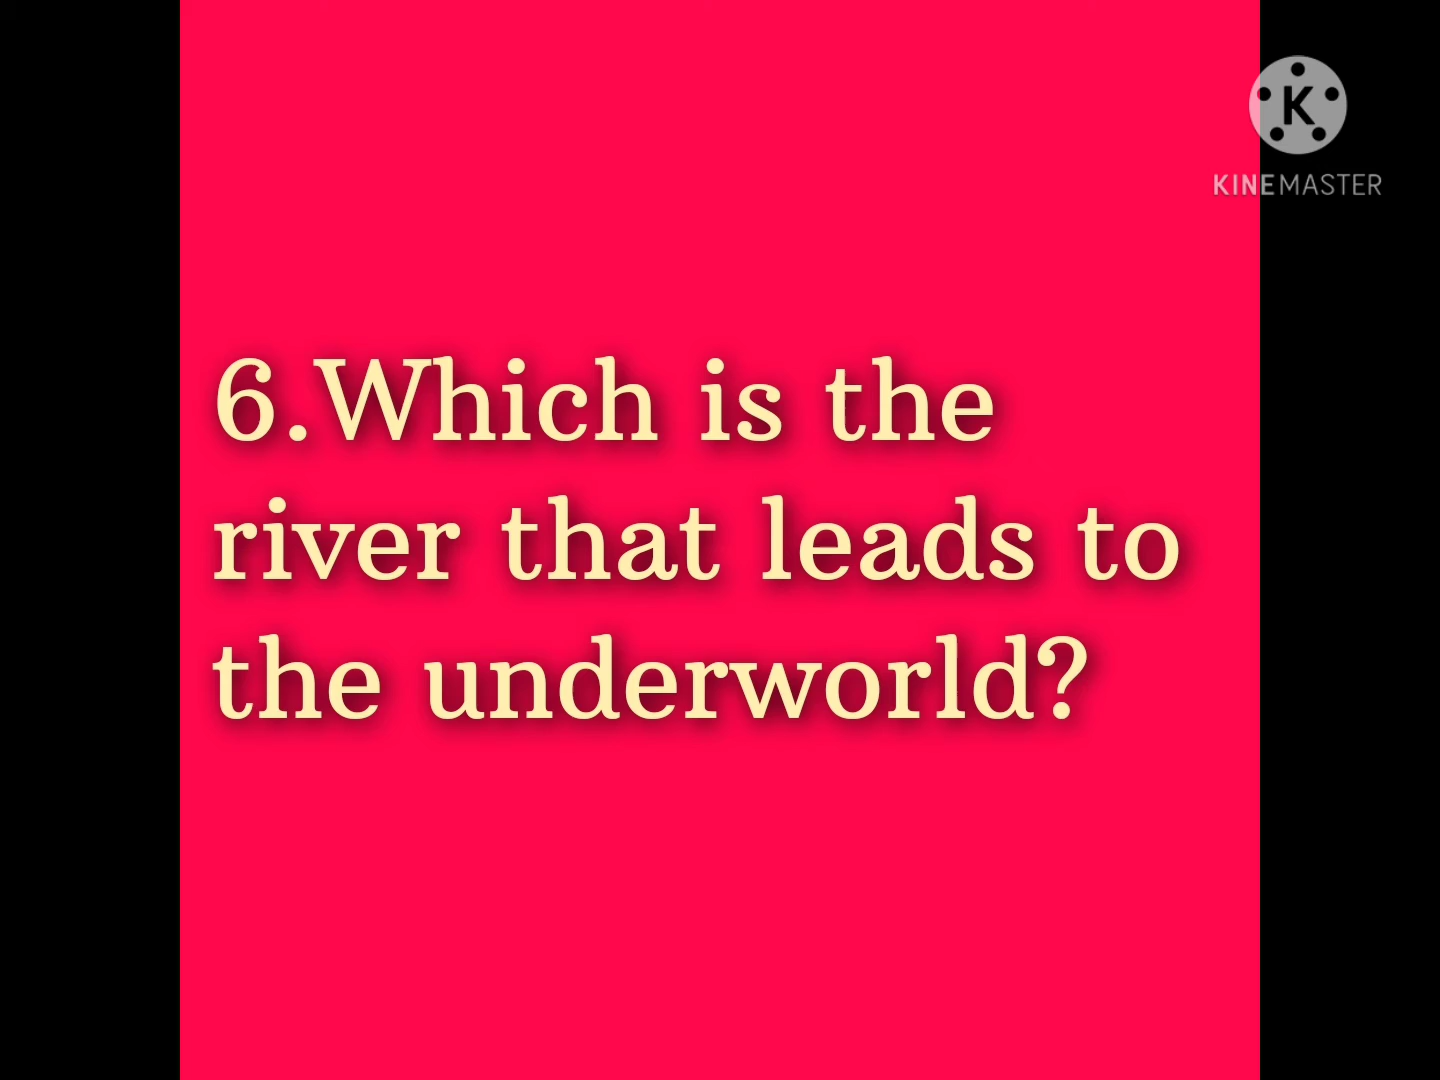 K
KINEMASTER
6.Which is the
river that leads to
the underworld?